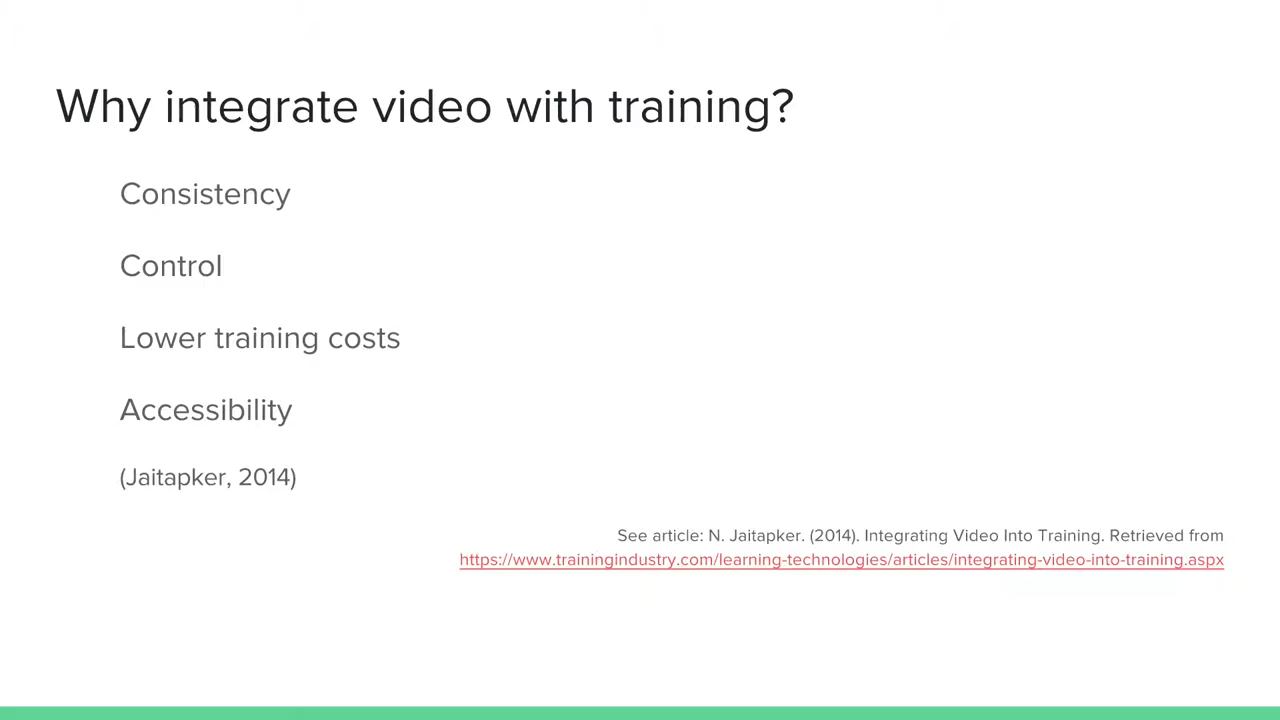 Why integrate video with training?
Consistency
Control
Lower training costs
Accessibility
(Jaitapker, 2014)
See article: N. Jaitapker. (2014). Integrating Video Into Training. Retrieved from
https://www.trainingindustry.com/learning-technologies/articles/integrating-video-into-training.aspx